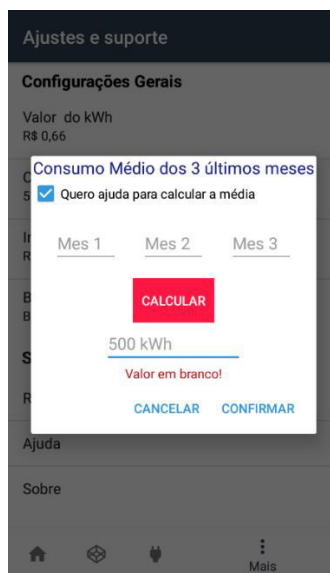 Ajustes e suporte
Configurações Gerais
Valor do kWh
R$ 0,66
Consumo Médio dos 3 últimos meses
Quero ajuda para calcular a média
Mes 1 Mes 2 Mes 3
CALCULAR
500 kWh
Valor em branco!
CANCELAR CONFIRMAR
Ajuda
Sobre
Mais